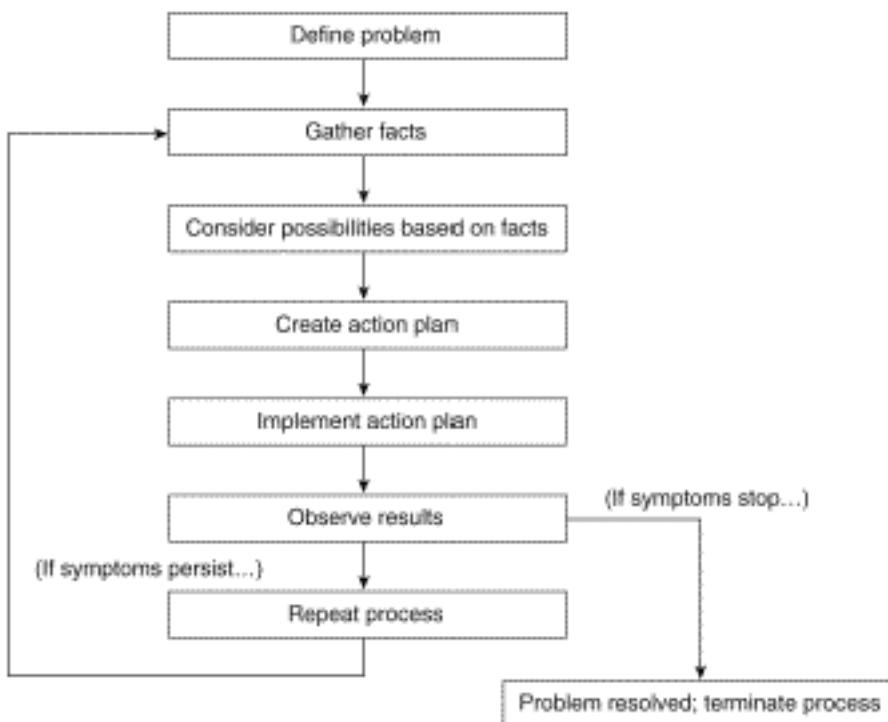 Define problem
Gather facts
Consider possibilities based on facts
Create action plan
Implement action plan
Observe results
(If symptoms stop...)
(If symptoms persist...)
Repeat process
Problem resolved; terminate process